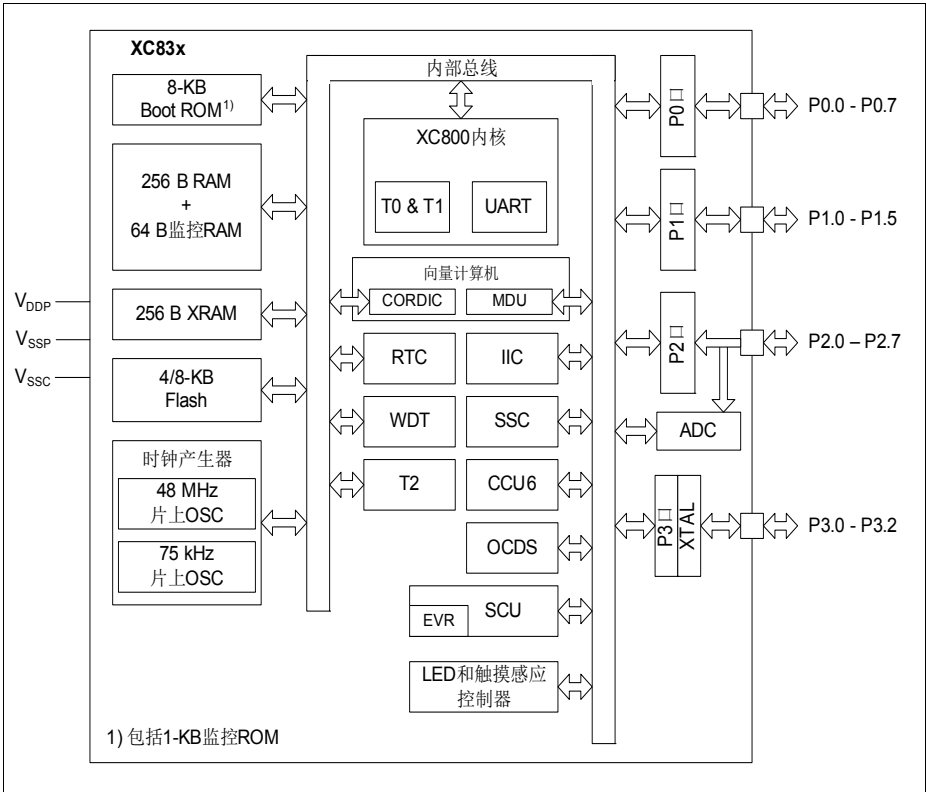 XC83x
内部总线
8-KB
Boot ROM1)
256 B RAM
+
64 B监控RAM
256 B XRAM
4/8-KB
Flash
时钟产生器
48 MHz
片上OSC
75 kHz
片上OSC
VDDP
VSSP
VSSC
XC800内核
T0 & T1
UART
向量计算机
CORDIC
MDU
RTC
IIC
WDT
SSC
T2
CCU6
OCDS
SCU
EVR
LED和触摸感应
控制器
P0口
P0.0 - P0.7
P1口
P1.0 - P1.5
P2口
P2.0 – P2.7
ADC
P3口
XTAL
P3.0 - P3.2
1) 包括1-KB监控ROM